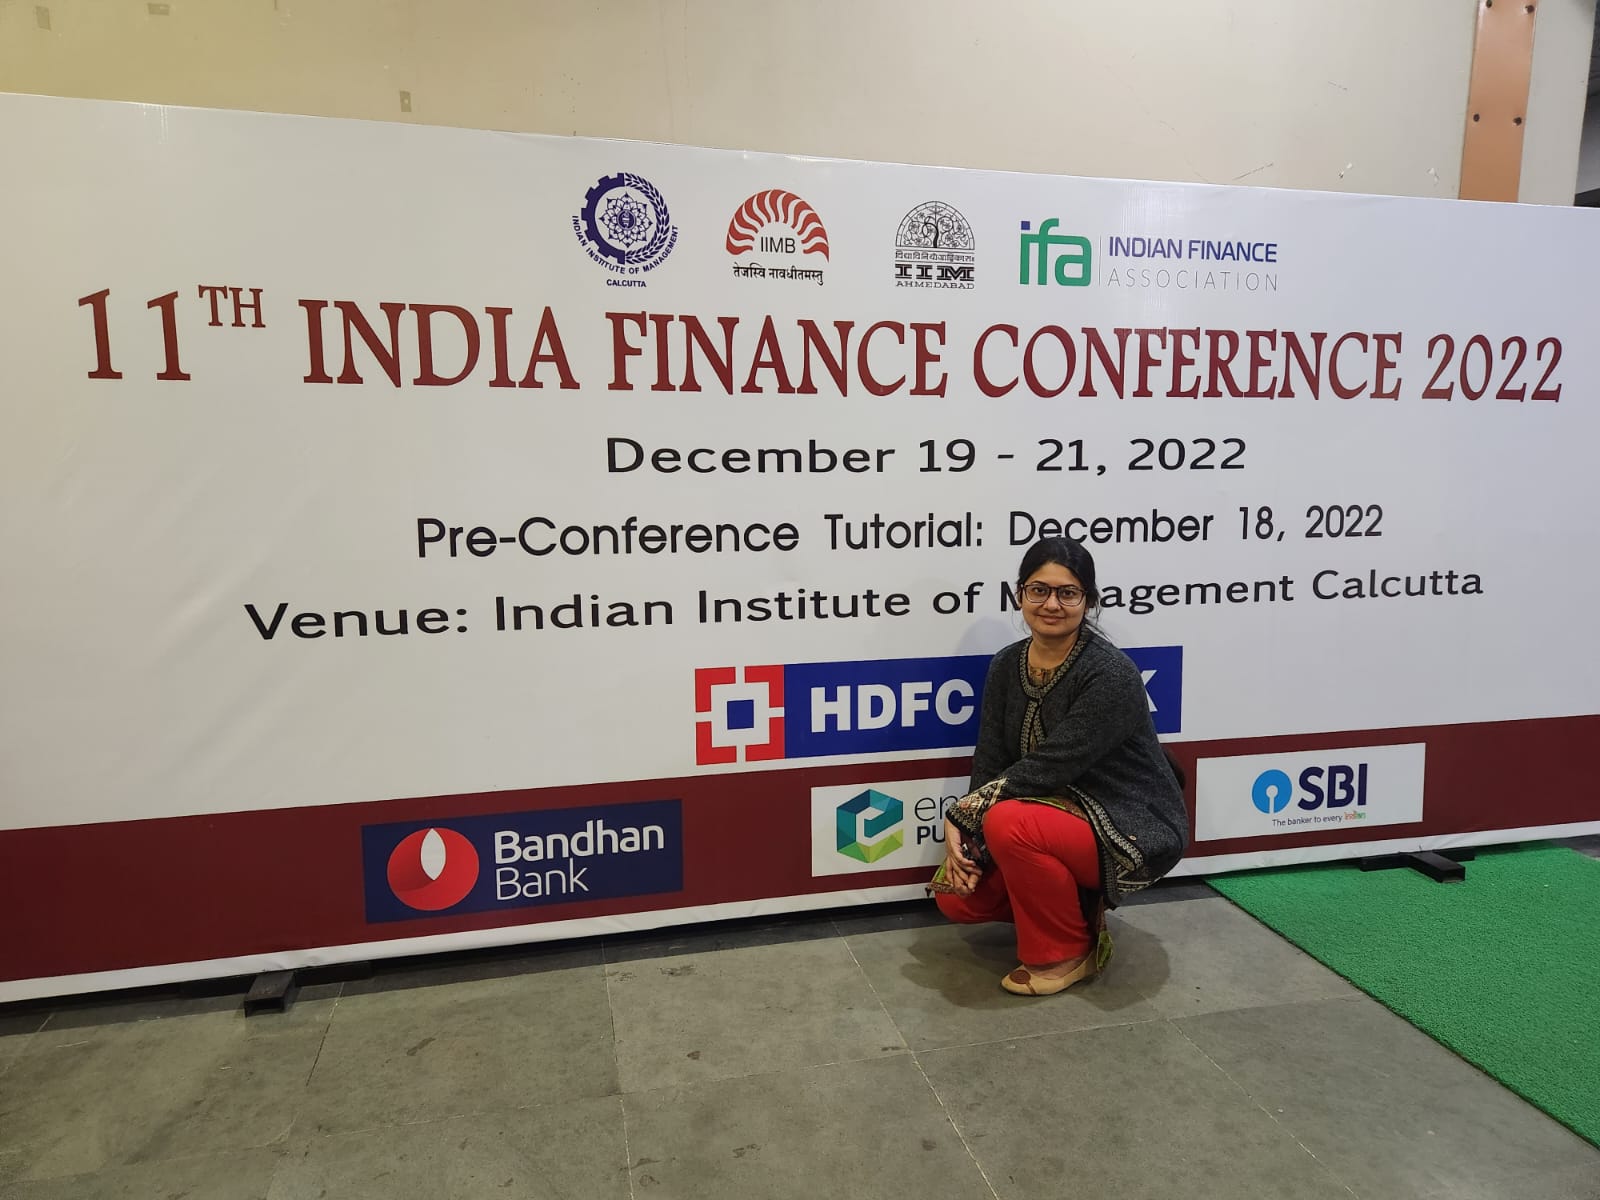 INDIAN INSTITUTE OF MANAGEMENT
CALCUTTA
IIMB
तेजस्वि नावधीतमस्तु
IIM
AHMEDABAD
ifa
INDIAN FINANCE
ASSOCIATION
11TH INDIA FINANCE CONFERENCE 2022
December 19 - 21, 2022
Pre-Conference Tutorial: December 18, 2022
Venue: Indian Institute of Calcutta
HDFC
Bandhan
Bank
SBI
The banker to every Indian